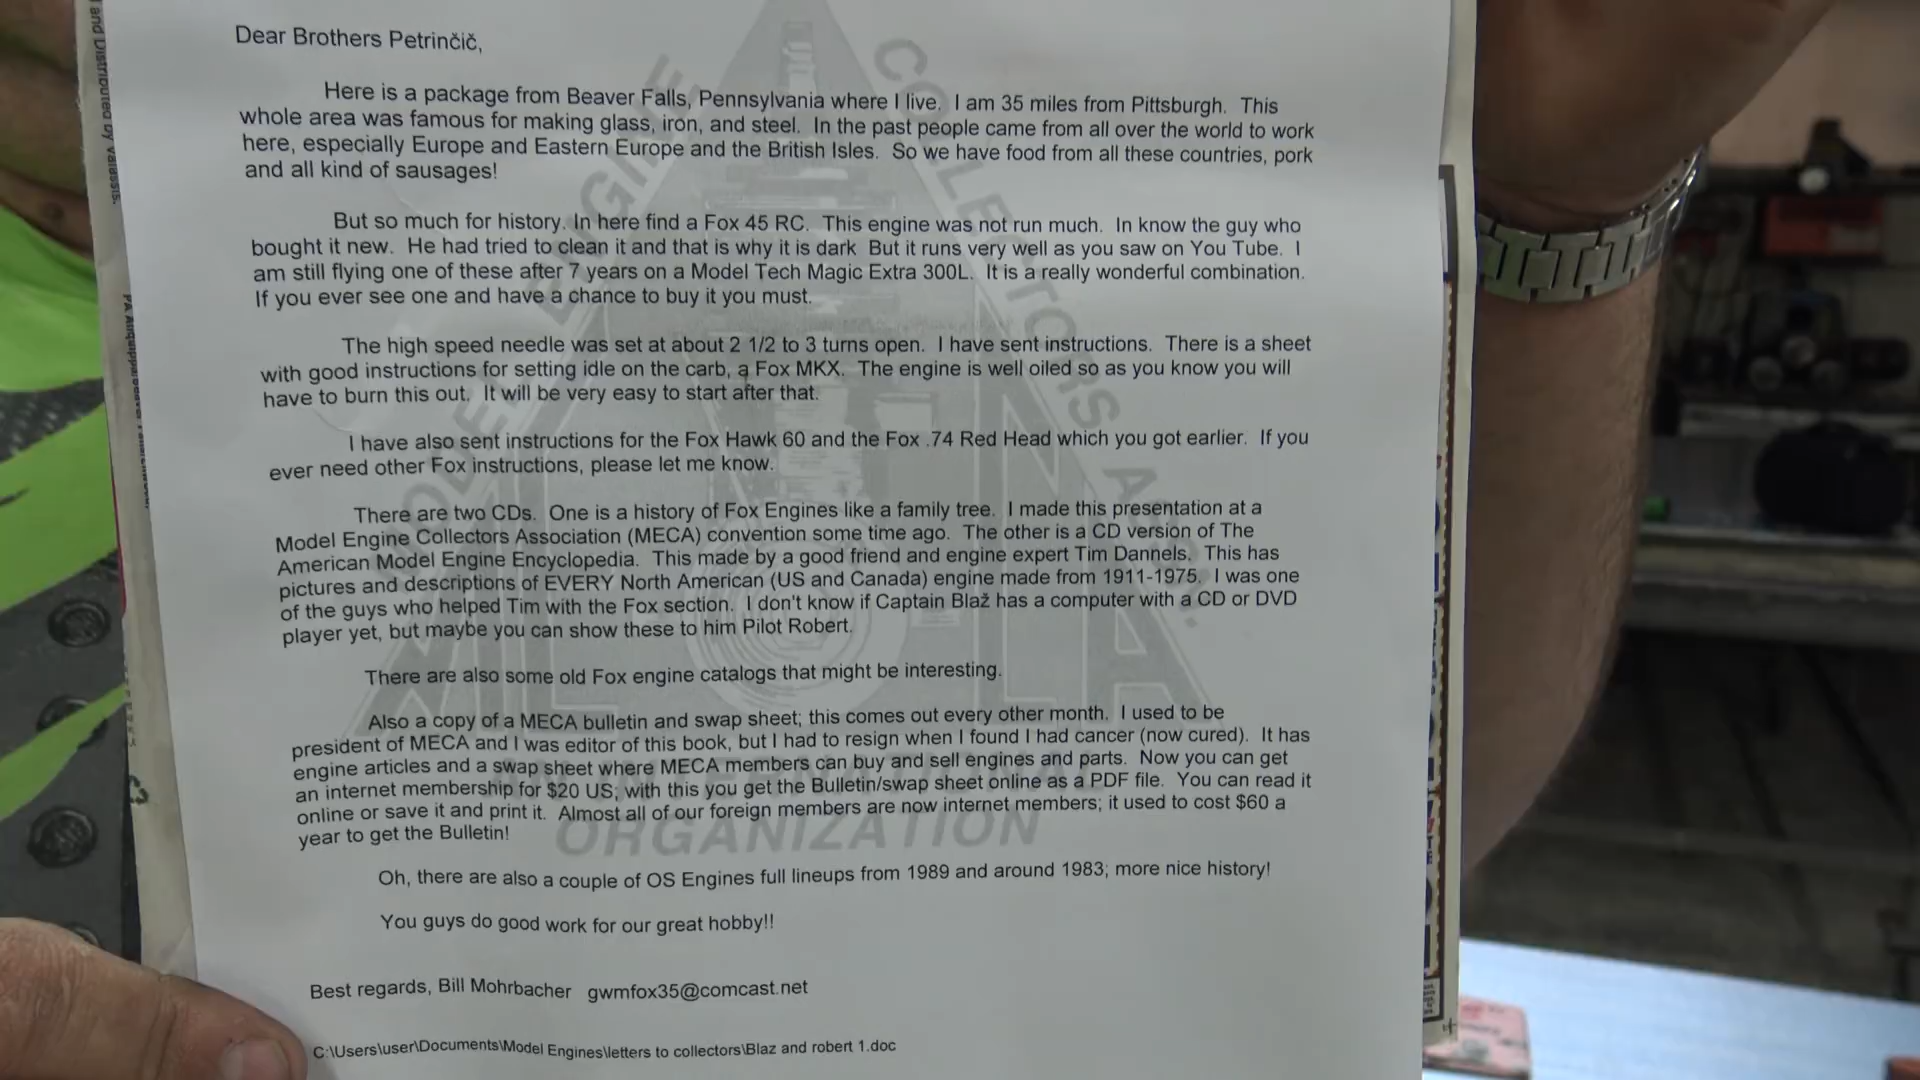 Dear Brothers Petrinčič,
Here is a package from Beaver Falls, Pennsylvania where I live. I am 35 miles from Pittsburgh. This
whole area was famous for making glass, iron, and steel. In the past people came from all over the world to work
here, especially Europe and Eastern Europe and the British Isles. So we have food from all these countries, pork
and all kind of sausages!
But so much for history. In here find a Fox 45 RC. This engine was not run much. In know the guy who
bought it new. He had tried to clean it and that is why it is dark But it runs very well as you saw on You Tube. I
am still flying one of these after 7 years on a Model Tech Magic Extra 300L. It is a really wonderful combination.
If you ever see one and have a chance to buy it you must.
The high speed needle was set at about 2 1/2 to 3 turns open. I have sent instructions. There is a sheet
with good instructions for setting idle on the carb, a Fox MKX. The engine is well oiled so as you know you will
have to burn this out. It will be very easy to start after that.
I have also sent instructions for the Fox Hawk 60 and the Fox .74 Red Head which you got earlier. If you
ever need other Fox instructions, please let me know.
There are two CDs. One is a history of Fox Engines like a family tree. I made this presentation at a
Model Engine Collectors Association (MECA) convention some time ago. The other is a CD version of The
American Model Engine Encyclopedia. This made by a good friend and engine expert Tim Dannels. This has
pictures and descriptions of EVERY North American (US and Canada) engine made from 1911-1975. I was one
of the guys who helped Tim with the Fox section. I don't know if Captain Blaž has a computer with a CD or DVD
player yet, but maybe you can show these to him Pilot Robert.
There are also some old Fox engine catalogs that might be interesting.
Also a copy of a MECA bulletin and swap sheet; this comes out every other month. I used to be
president of MECA and I was editor of this book, but I had to resign when I found I had cancer (now cured). It has
engine articles and a swap sheet where MECA members can buy and sell engines and parts. Now you can get
an internet membership for $20 US; with this you get the Bulletin/swap sheet online as a PDF file. You can read it
online or save it and print it. Almost all of our foreign members are now internet members; it used to cost $60 a
year to get the Bulletin!
Oh, there are also a couple of OS Engines full lineups from 1989 and around 1983; more nice history!
You guys do good work for our great hobby!!
Best regards, Bill Mohrbacher gwmfox35@comcast.net
C:\Users\user\Documents\Model Engines\letters to collectors\Blaz and robert 1.doc
MODEL ENGINE COLLECTORS ASSN.
MECA
AN INTERNATIONAL
ORGANIZATION
and Distributed by Valassis.